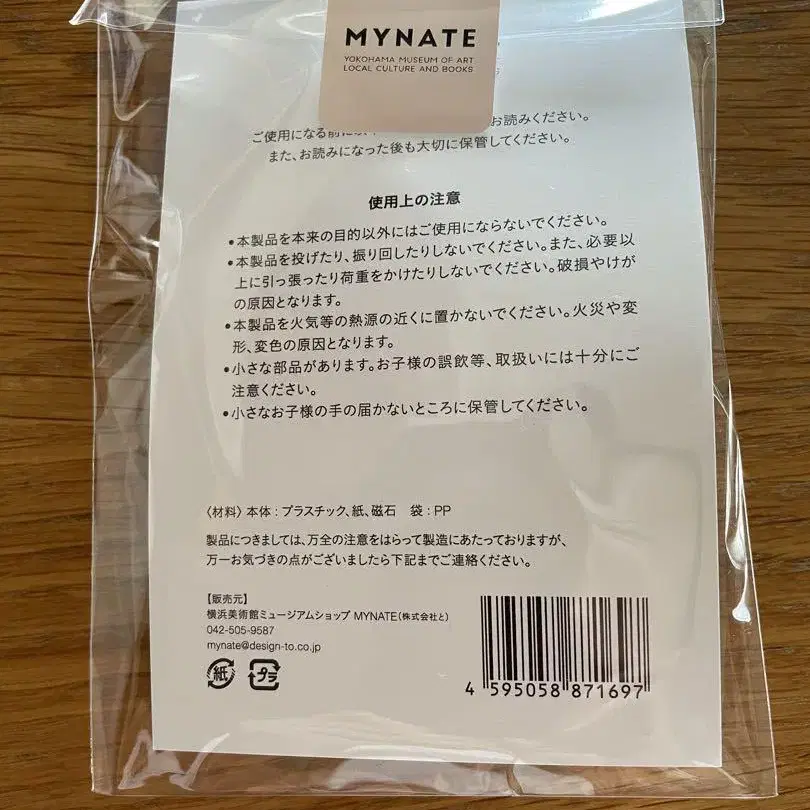 MYNATE
YOKOHAMA MUSEUM OF ART
LOCAL CULTURE AND BOOKS
ご使用になる前に お読みください。
また、お読みになった後も大切に保管してください。
使用上の注意
●本製品を本来の目的以外にはご使用にならないでください。
●本製品を投げたり、振り回したりしないでください。また、必要以
上に引っ張ったり荷重をかけたりしないでください。破損やけが
の原因となります。
●本製品を火気等の熱源の近くに置かないでください。火災や変
形、変色の原因となります。
●小さな部品があります。お子様の誤飲等、取扱いには十分にご
注意ください。
●小さなお子様の手の届かないところに保管してください。
〈材料〉本体：プラスチック、紙、磁石　袋：PP
製品につきましては、万全の注意をはらって製造にあたっておりますが、
万一お気づきの点がございましたら下記までご連絡ください。
【販売元】
横浜美術館ミュージアムショップ MYNATE（株式会社と）
042-505-9587
mynate@design-to.co.jp
紙 プラ
4 595058 871697